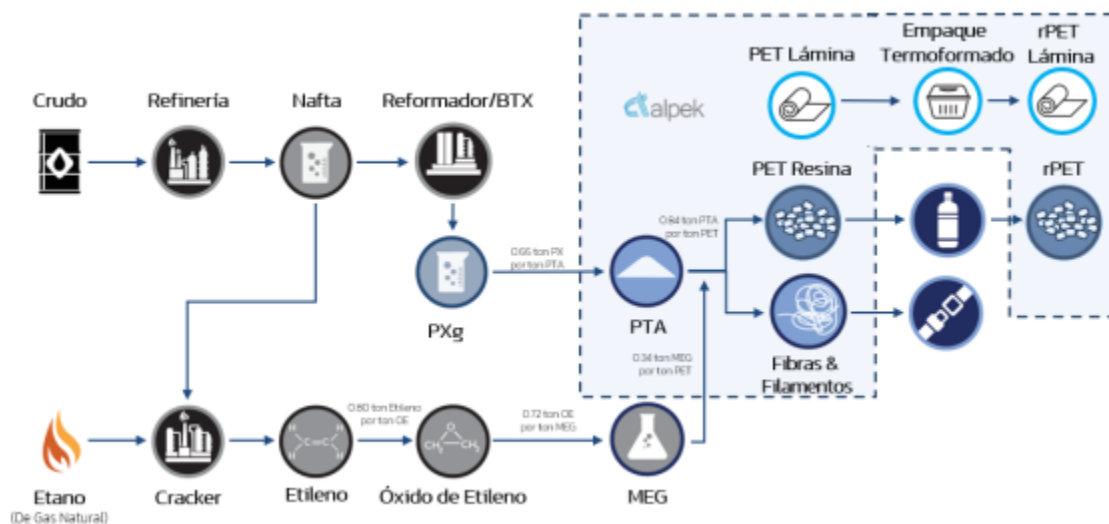 Empaque
Termoformado
rPET
Lámina
PET Lámina
alpek
Crudo
Refinería
Nafta
Reformador/BTX
PET Resina
rPET
0.84 ton PTA
por ton PET
0.66 ton PX
por ton PTA
PXg
PTA
0.34 ton MEG
por ton PET
Fibras &
Filamentos
0.80 ton Etileno
por ton OE
0.72 ton OE
por ton MEG
H
H
C=C
H
H
O
CH₂
CH₂
Etano
(De Gas Natural)
Cracker
Etileno
Óxido de Etileno
MEG